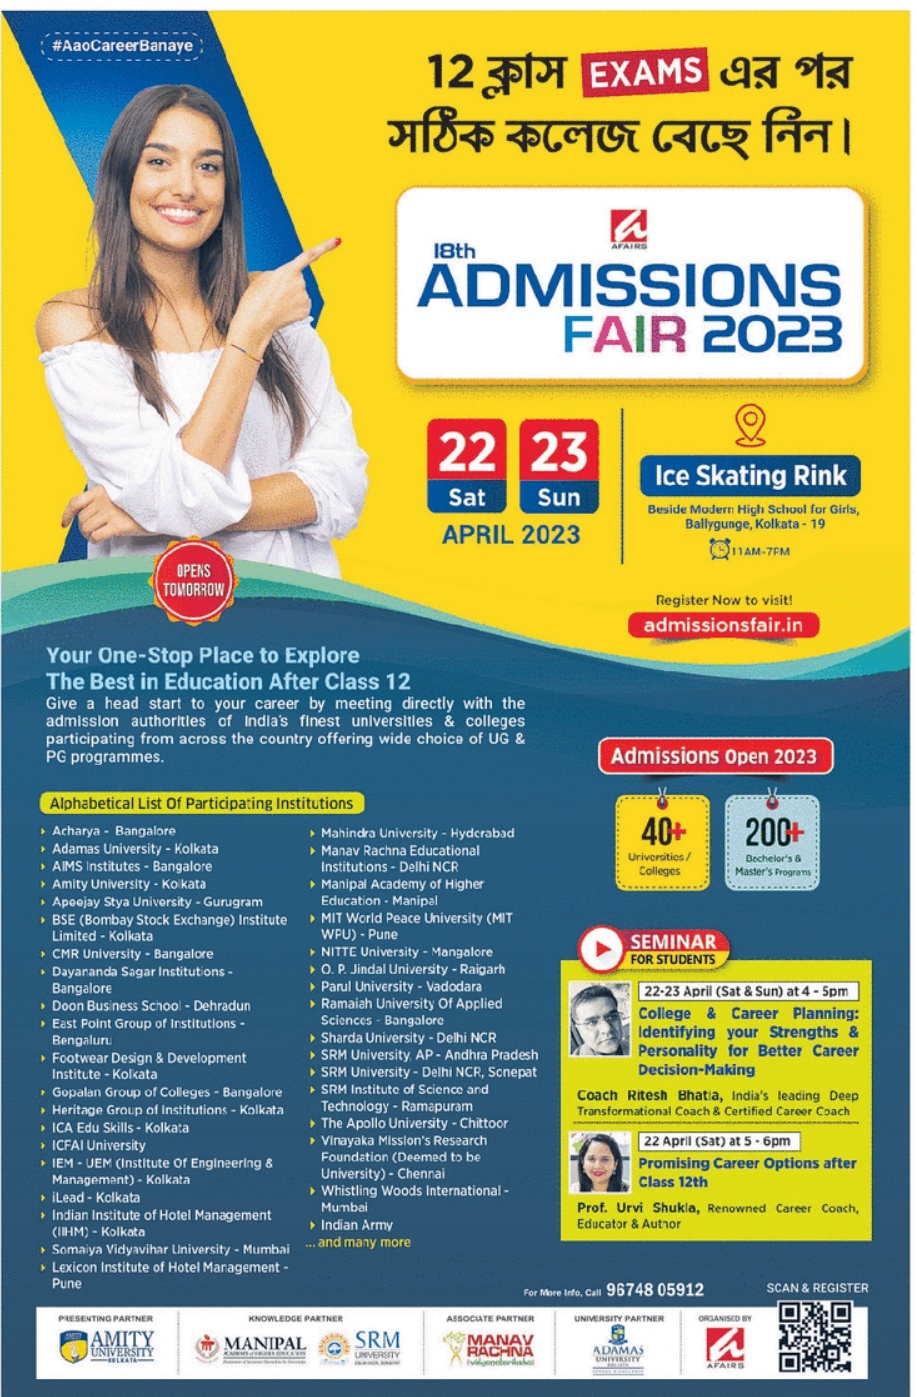 #AaoCareerBanaye
12 ক্লাস EXAMS এর পর
সঠিক কলেজ বেছে নিন।
AFAIRS
18th
ADMISSIONS
FAIR 2023
22 Sat
23 Sun
APRIL 2023
Ice Skating Rink
Beside Modern High School for Girls,
Ballygunge, Kolkata - 19
11AM-7PM
OPENS
TOMORROW
Register Now to visit!
admissionsfair.in
Your One-Stop Place to Explore
The Best in Education After Class 12
Give a head start to your career by meeting directly with the
admission authorities of India's finest universities & colleges
participating from across the country offering wide choice of UG &
PG programmes.
Admissions Open 2023
40+
Universities /
Colleges
200+
Bachelor's &
Master's Programs
Alphabetical List Of Participating Institutions
Acharya - Bangalore
Adamas University - Kolkata
AIMS Institutes - Bangalore
Amity University - Kolkata
Apeejay Stya University - Gurugram
BSE (Bombay Stock Exchange) Institute
Limited - Kolkata
CMR University - Bangalore
Dayananda Sagar Institutions -
Bangalore
Doon Business School - Dehradun
East Point Group of Institutions -
Bengaluru
Footwear Design & Development
Institute - Kolkata
Gopalan Group of Colleges - Bangalore
Heritage Group of Institutions - Kolkata
ICA Edu Skills - Kolkata
ICFAI University
IEM - UEM (Institute Of Engineering &
Management) - Kolkata
iLead - Kolkata
Indian Institute of Hotel Management
(IIHM) - Kolkata
Somaiya Vidyavihar University - Mumbai
Lexicon Institute of Hotel Management -
Pune
Mahindra University - Hyderabad
Manav Rachna Educational
Institutions - Delhi NCR
Manipal Academy of Higher
Education - Manipal
MIT World Peace University (MIT
WPU) - Pune
NITTE University - Mangalore
O. P. Jindal University - Raigarh
Parul University - Vadodara
Ramaiah University Of Applied
Sciences - Bangalore
Sharda University - Delhi NCR
SRM University, AP - Andhra Pradesh
SRM University - Delhi NCR, Sonepat
SRM Institute of Science and
Technology - Ramapuram
The Apollo University - Chittoor
Vinayaka Mission's Research
Foundation (Deemed to be
University) - Chennai
Whistling Woods International -
Mumbai
Indian Army
... and many more
SEMINAR
FOR STUDENTS
22-23 April (Sat & Sun) at 4 - 5pm
College & Career Planning:
Identifying your Strengths &
Personality for Better Career
Decision-Making
Coach Ritesh Bhatia, India's leading Deep
Transformational Coach & Certified Career Coach
22 April (Sat) at 5 - 6pm
Promising Career Options after
Class 12th
Prof. Urvi Shukla, Renowned Career Coach,
Educator & Author
For More Info, Call 96748 05912
SCAN & REGISTER
PRESENTING PARTNER
AMITY
UNIVERSITY
KOLKATA
KNOWLEDGE PARTNER
MANIPAL
ACADEMY of HIGHER EDUCATION
SRM
UNIVERSITY
ASSOCIATE PARTNER
MANAV
RACHNA
UNIVERSITY PARTNER
ADAMAS
UNIVERSITY
ORGANISED BY
AFAIRS